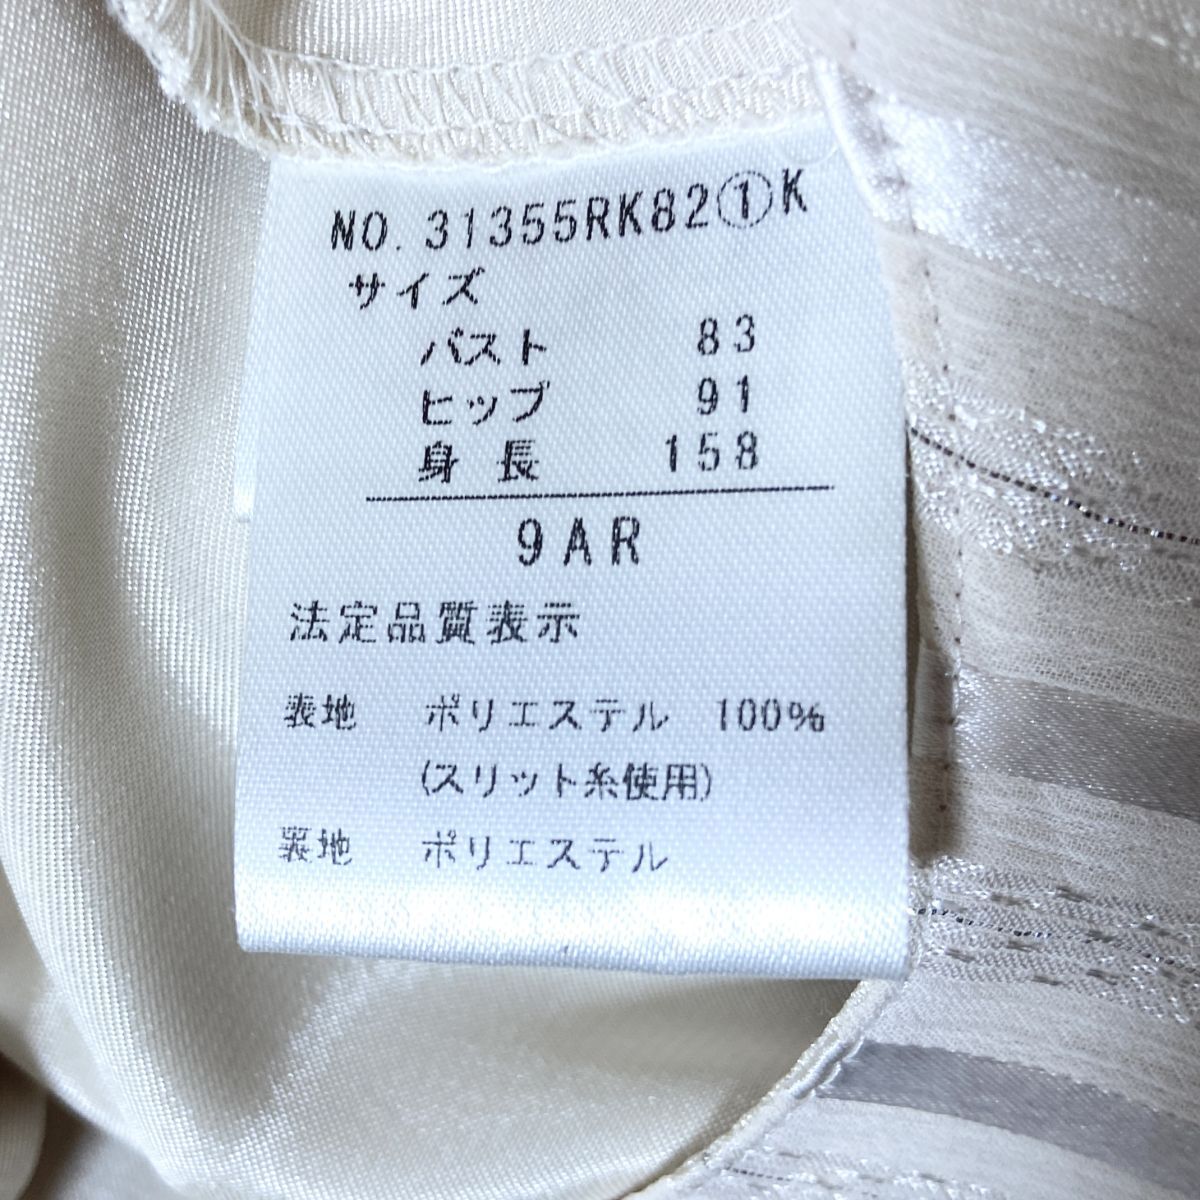 NO. 31355RK82①K
サイズ
バスト 83
ヒップ 91
身長 158
9AR
法定品質表示
表地 ポリエステル 100%
(スリット糸使用)
裏地 ポリエステル